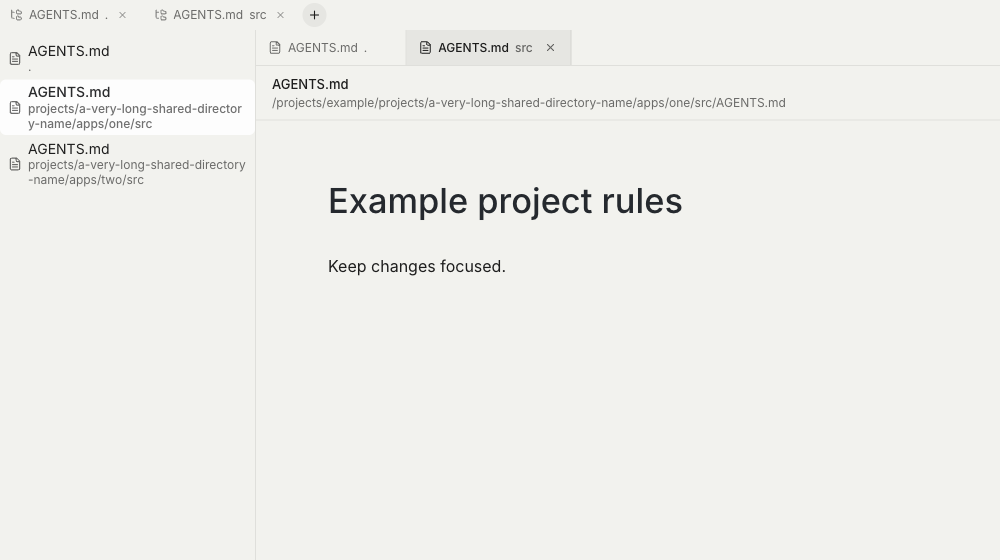 AGENTS.md .
AGENTS.md src
AGENTS.md
.
AGENTS.md
projects/a-very-long-shared-director
y-name/apps/one/src
AGENTS.md
projects/a-very-long-shared-directory
-name/apps/two/src
AGENTS.md .
AGENTS.md src
AGENTS.md
/projects/example/projects/a-very-long-shared-directory-name/apps/one/src/AGENTS.md
Example project rules
Keep changes focused.